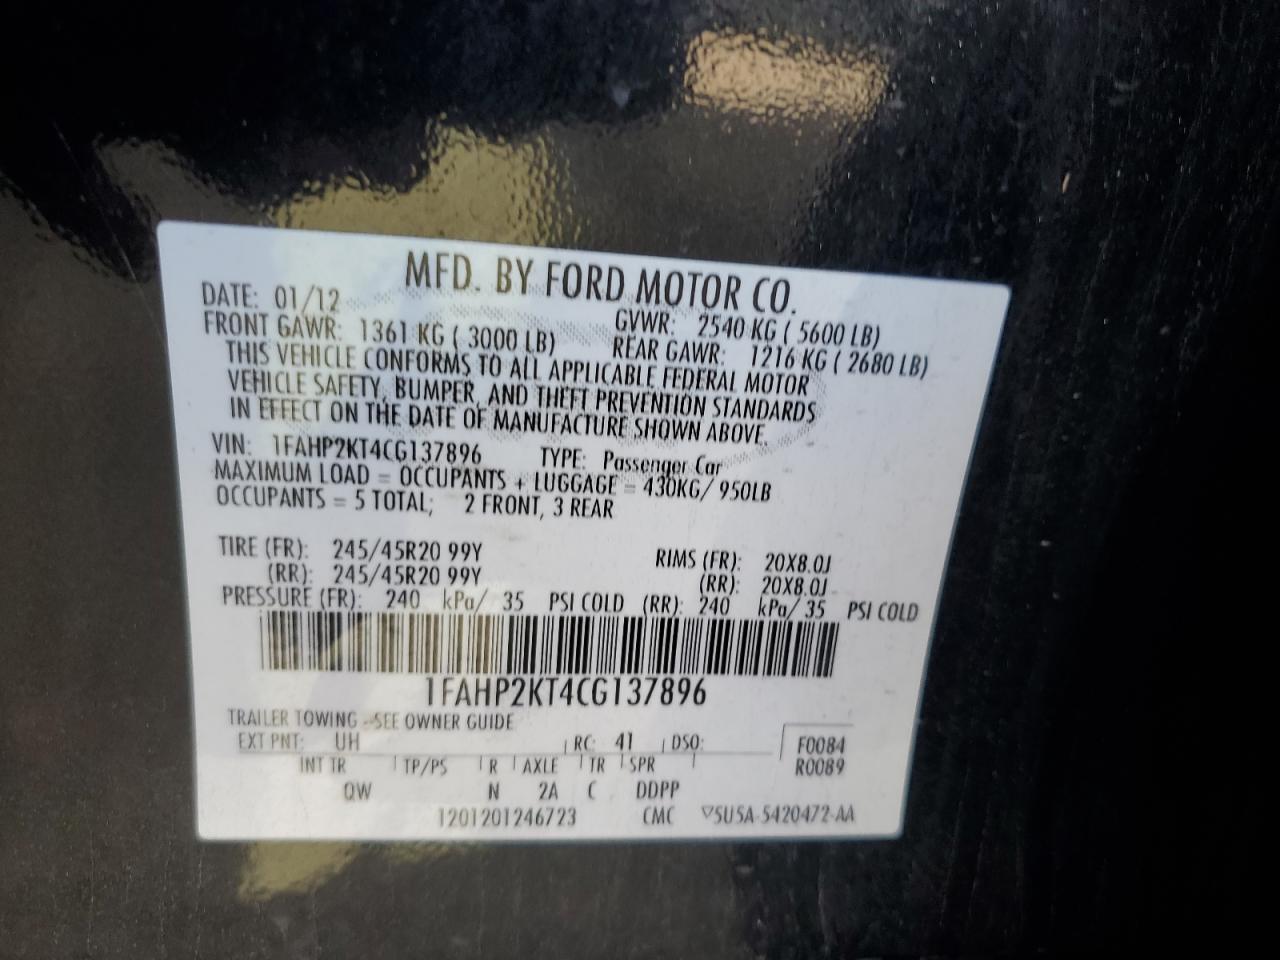 MFD. BY FORD MOTOR CO.
DATE: 01/12 GVWR: 2540 KG ( 5600 LB)
FRONT GAWR: 1361 KG ( 3000 LB) REAR GAWR: 1216 KG ( 2680 LB)
THIS VEHICLE CONFORMS TO ALL APPLICABLE FEDERAL MOTOR
VEHICLE SAFETY, BUMPER, AND THEFT PREVENTION STANDARDS
IN EFFECT ON THE DATE OF MANUFACTURE SHOWN ABOVE.
VIN: 1FAHP2KT4CG137896 TYPE: Passenger Car
MAXIMUM LOAD = OCCUPANTS + LUGGAGE = 430KG/ 950LB
OCCUPANTS = 5 TOTAL; 2 FRONT, 3 REAR
TIRE (FR): 245/45R20 99Y RIMS (FR): 20X8.0J
(RR): 245/45R20 99Y (RR): 20X8.0J
PRESSURE (FR): 240 kPa/ 35 PSI COLD (RR): 240 kPa/ 35 PSI COLD
1FAHP2KT4CG137896
TRAILER TOWING -SEE OWNER GUIDE
EXT PNT: UH RC: 41 DSO: F0084
INT TR TP/PS R AXLE TR SPR R0089
QW N 2A C DDPP
1201201246723 CMC ▽5U5A-5420472-AA